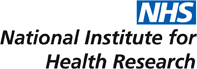 NHS
National Institute for
Health Research